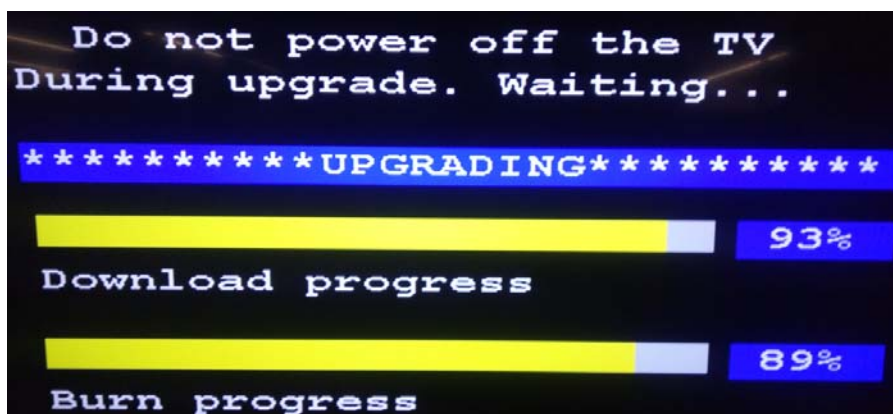 Do not power off the TV
During upgrade. Waiting...
**********UPGRADING**********
93%
Download progress
89%
Burn progress